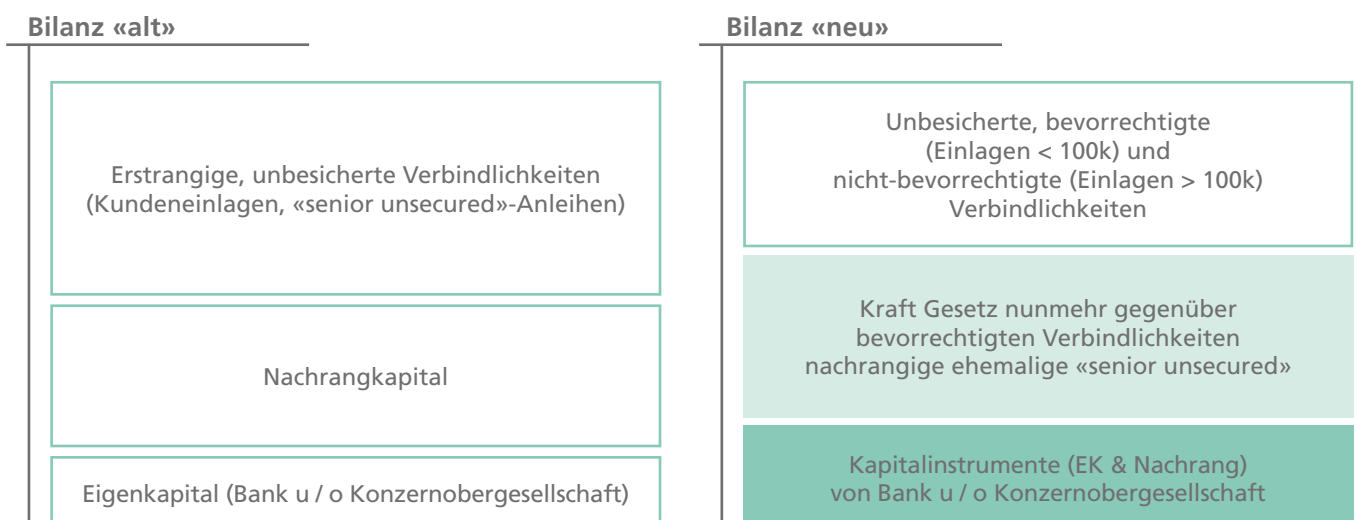 Bilanz «alt»
Erstrangige, unbesicherte Verbindlichkeiten
(Kundeneinlagen, «senior unsecured»-Anleihen)
Nachrangkapital
Eigenkapital (Bank u / o Konzernobergesellschaft)
Bilanz «neu»
Unbesicherte, bevorrechtigte
(Einlagen < 100k) und
nicht-bevorrechtigte (Einlagen > 100k)
Verbindlichkeiten
Kraft Gesetz nunmehr gegenüber
bevorrechtigten Verbindlichkeiten
nachrangige ehemalige «senior unsecured»
Kapitalinstrumente (EK & Nachrang)
von Bank u / o Konzernobergesellschaft